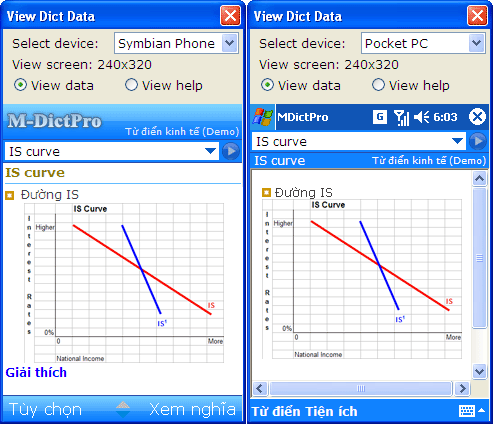 View Dict Data
Select device: Symbian Phone
View screen: 240x320
View data View help
M-DictPro
Từ điển kinh tế (Demo)
IS curve
IS curve
Đường IS
IS Curve
Higher
Interest Rates
IS
IS¹
0%
0 More
National Income
Giải thích
Tùy chọn Xem nghĩa
View Dict Data
Select device: Pocket PC
View screen: 240x320
View data View help
MDictPro G 6:03
IS curve
IS curve Từ điển kinh tế (Demo)
Đường IS
IS Curve
Higher
Interest Rates
IS
IS¹
0%
0 More
National Income
Từ điển Tiện ích